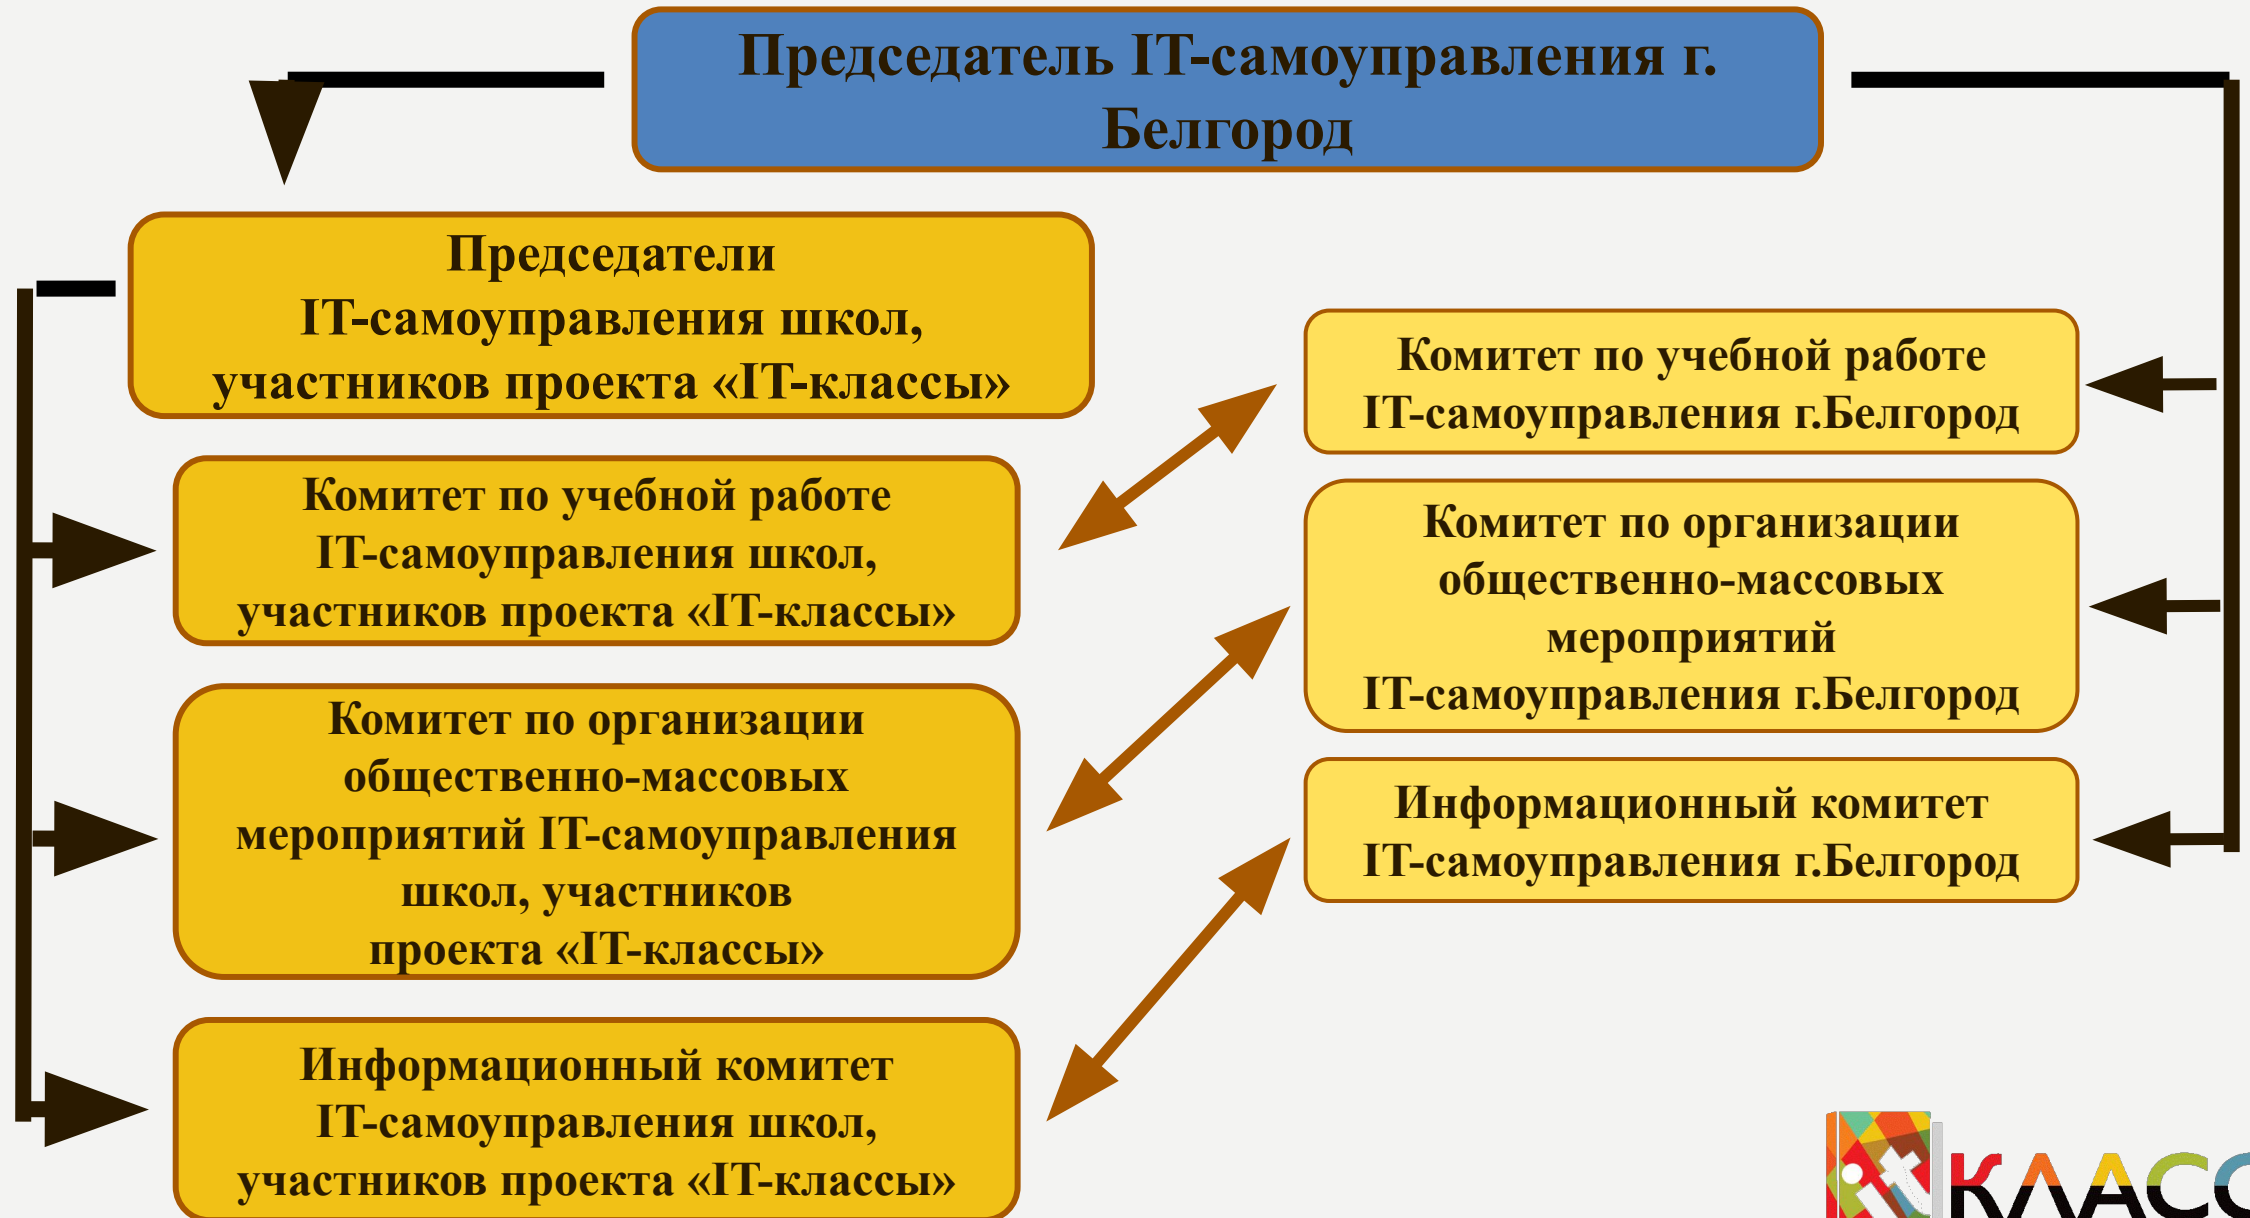 Председатель IT-самоуправления г.
Белгород
Председатели
IT-самоуправления школ,
участников проекта «IT-классы»
Комитет по учебной работе
IT-самоуправления школ,
участников проекта «IT-классы»
Комитет по организации
общественно-массовых
мероприятий IT-самоуправления
школ, участников
проекта «IT-классы»
Информационный комитет
IT-самоуправления школ,
участников проекта «IT-классы»
Комитет по учебной работе
IT-самоуправления г.Белгород
Комитет по организации
общественно-массовых
мероприятий
IT-самоуправления г.Белгород
Информационный комитет
IT-самоуправления г.Белгород
it КЛАСС